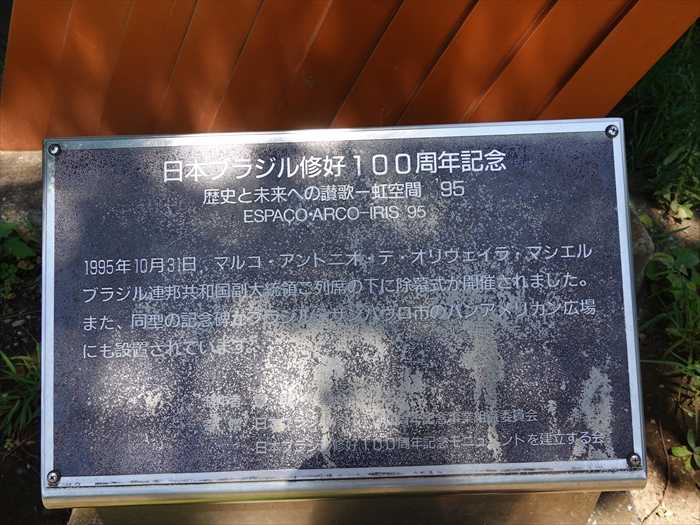 日本ブラジル修好100周年記念
歴史と未来への讃歌ー虹空間 '95
ESPAÇO・ARCO-IRIS '95
1995年10月31日、マルコ・アントニオ・デ・オリヴェイラ・マシエル
ブラジル連邦共和国副大統領ご列席の下に除幕式が開催されました。
また、同型の記念碑がブラジル サンパウロ市のパンアメリカン広場
にも設置されています。
委員会
日本ブラジル修好100周年記念モニュメントを建立する会